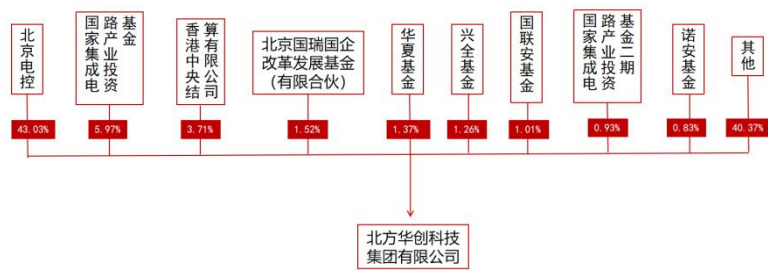 北京电控
国家集成电
路产业投资
基金
香港中央结
算有限公司
北京国瑞国企
改革发展基金
（有限合伙）
华夏基金
兴全基金
国联安基金
国家集成电
路产业投资
基金二期
诺安基金
其他
43.03%
5.97%
3.71%
1.52%
1.37%
1.26%
1.01%
0.93%
0.83%
40.37%
北方华创科技
集团有限公司